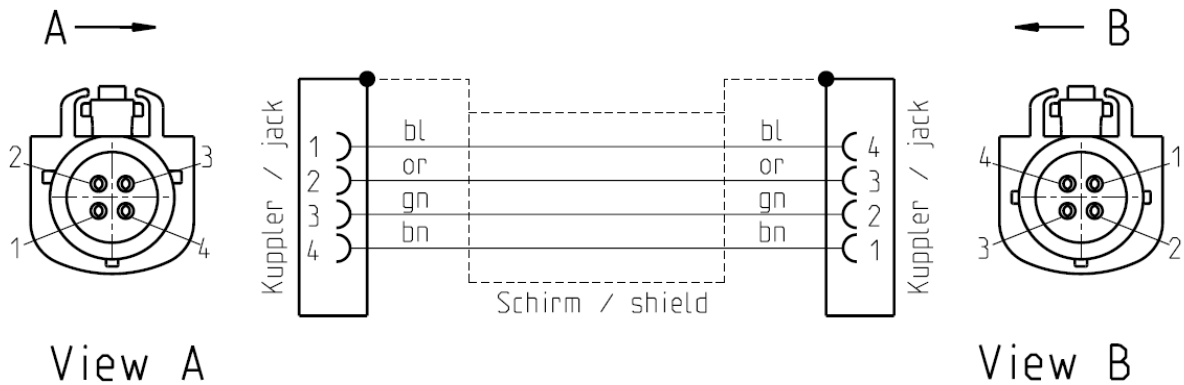 A
B
Kuppler / jack
1
2
3
4
bl
or
gn
bn
bl
or
gn
bn
4
3
2
1
Kuppler / jack
Schirm / shield
2
3
1
4
4
1
3
2
View A
View B